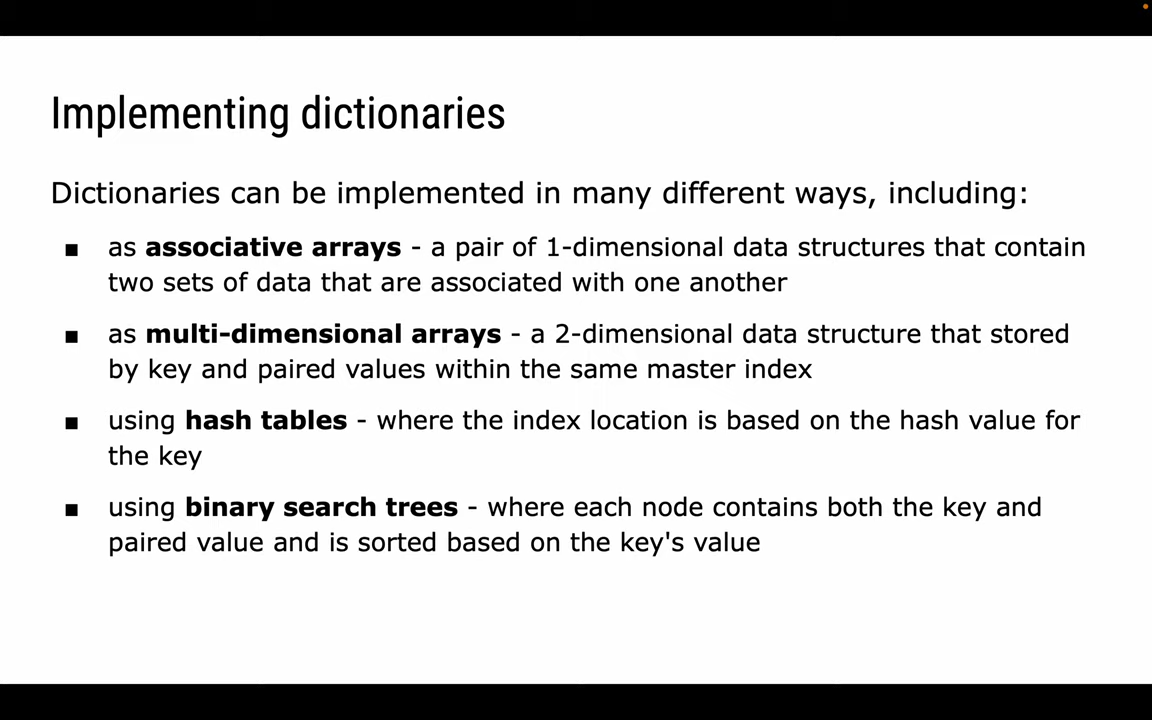 Implementing dictionaries
Dictionaries can be implemented in many different ways, including:
▪ as associative arrays - a pair of 1-dimensional data structures that contain
two sets of data that are associated with one another
▪ as multi-dimensional arrays - a 2-dimensional data structure that stored
by key and paired values within the same master index
▪ using hash tables - where the index location is based on the hash value for
the key
▪ using binary search trees - where each node contains both the key and
paired value and is sorted based on the key's value